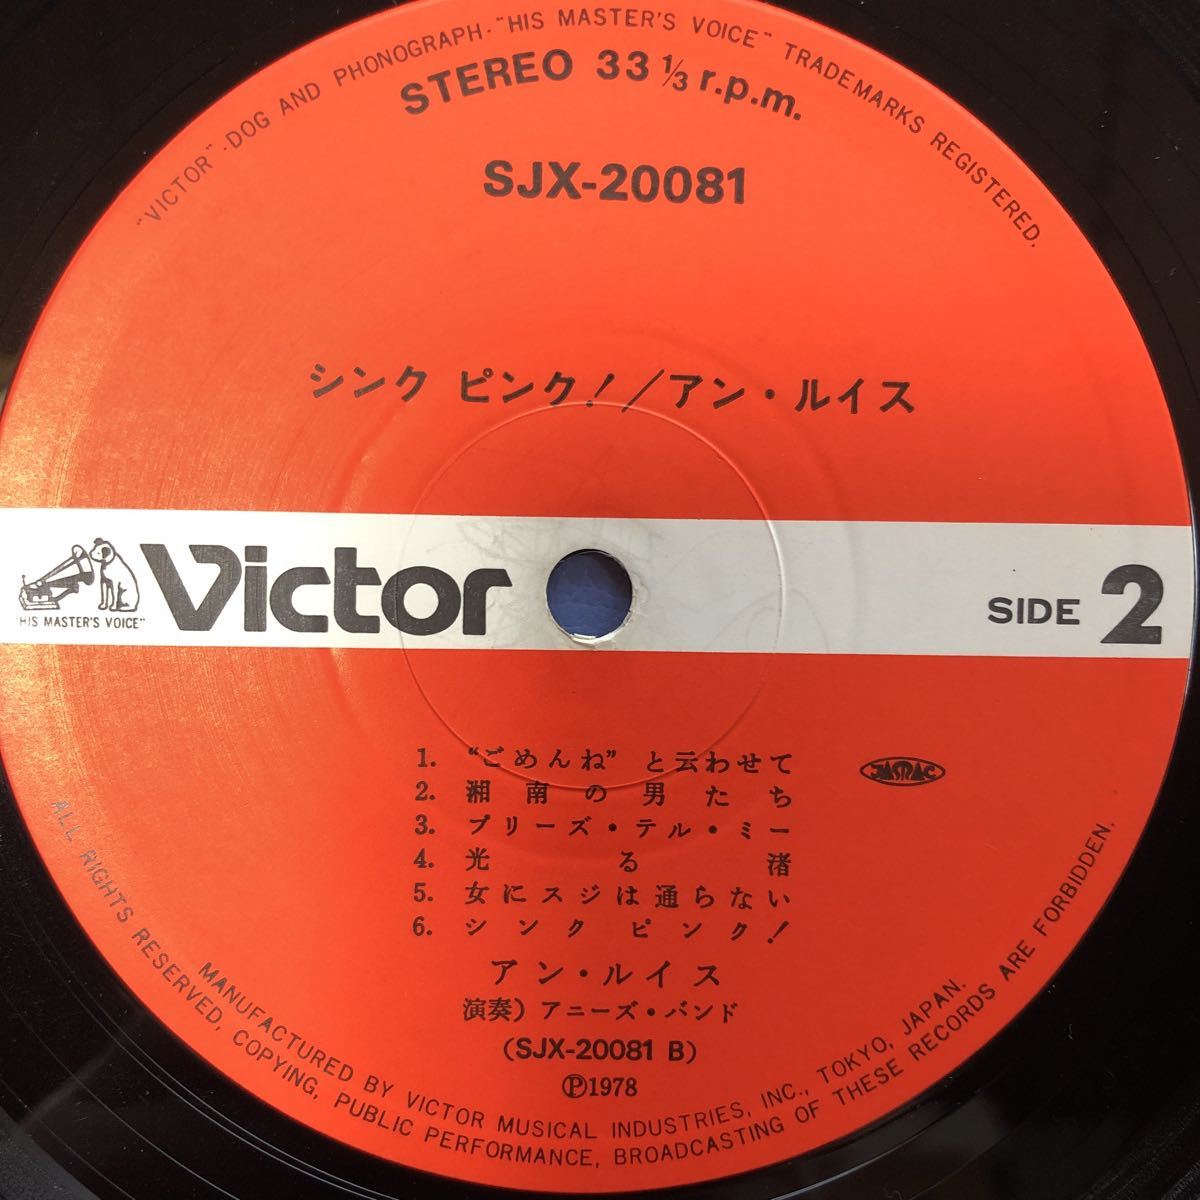 "VICTOR"·DOG AND PHONOGRAPH·"HIS MASTER'S VOICE" TRADEMARKS REGISTERED.
STEREO 33 1/3 r.p.m.
SJX-20081
シンク ピンク！／アン・ルイス
"HIS MASTER'S VOICE"
Victor
SIDE 2
1. “ごめんね”と云わせて
2. 湘南の男たち
3. プリーズ・テル・ミー
4. 光る渚
5. 女にスジは通らない
6. シンク ピンク！
JASRAC
アン・ルイス
演奏）アニーズ・バンド
(SJX-20081 B)
Ⓟ1978
MANUFACTURED BY VICTOR MUSICAL INDUSTRIES, INC., TOKYO, JAPAN.
ALL RIGHTS RESERVED, COPYING, PUBLIC PERFORMANCE, BROADCASTING OF THESE RECORDS ARE FORBIDDEN.